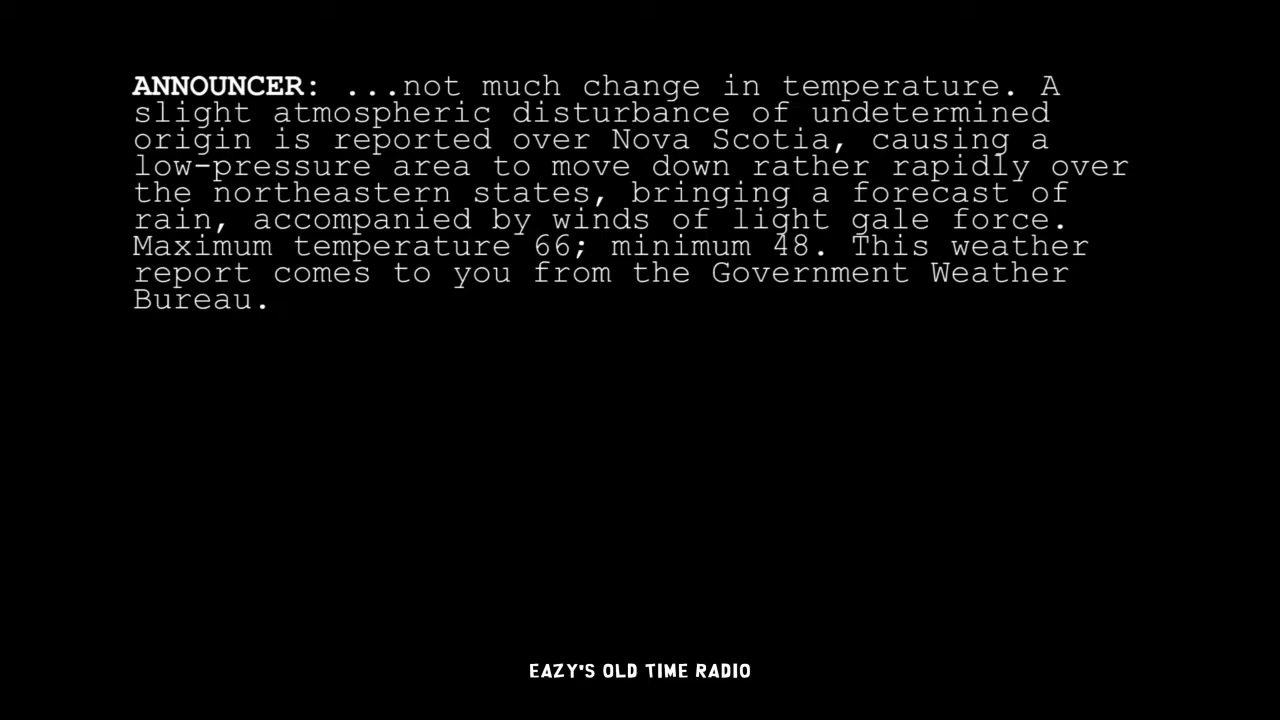 ANNOUNCER: ...not much change in temperature. A
slight atmospheric disturbance of undetermined
origin is reported over Nova Scotia, causing a
low-pressure area to move down rather rapidly over
the northeastern states, bringing a forecast of
rain, accompanied by winds of light gale force.
Maximum temperature 66; minimum 48. This weather
report comes to you from the Government Weather
Bureau.
EAZY'S OLD TIME RADIO